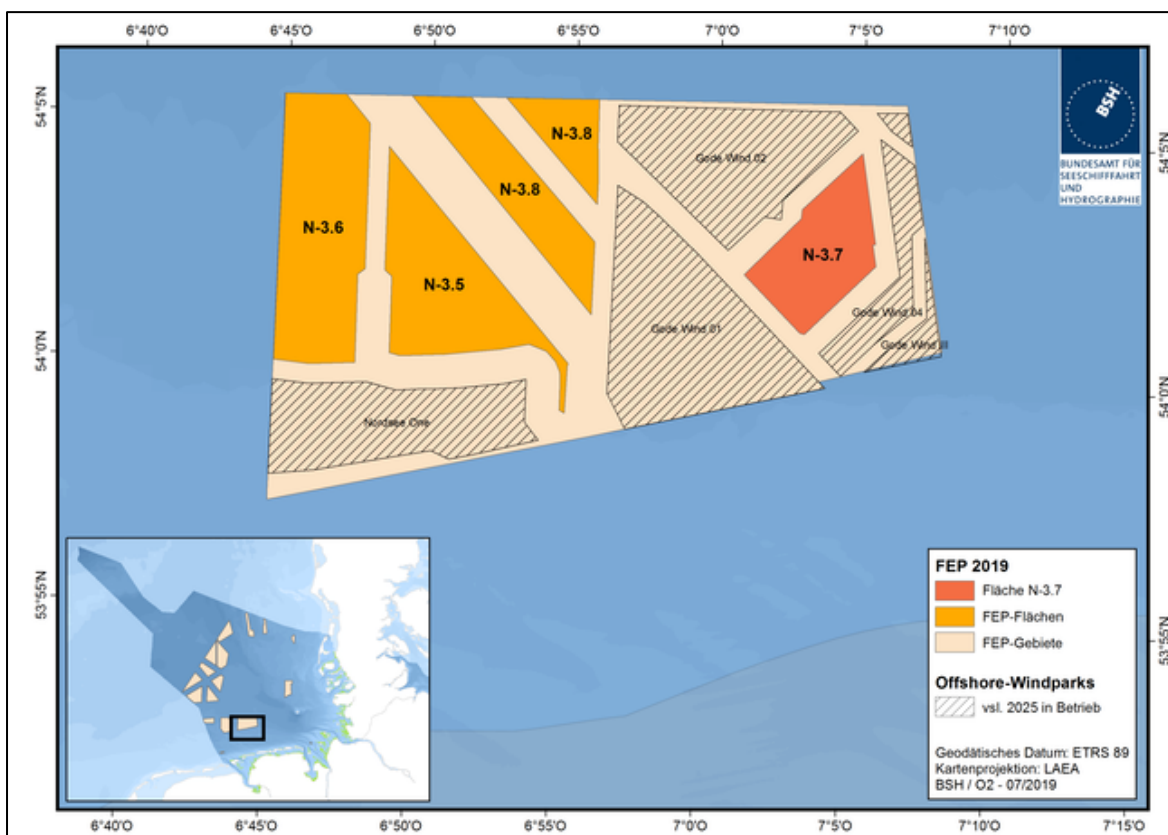 6°40'O 6°45'O 6°50'O 6°55'O 7°0'O 7°5'O 7°10'O
54°5'N
54°5'N
BSH
BUNDESAMT FÜR
SEESCHIFFFAHRT
UND
HYDROGRAPHIE
N-3.8
Gode Wind 02
N-3.8
N-3.6
N-3.7
N-3.5
Gode Wind 04
Gode Wind 01
Gode Wind III
54°0'N
54°0'N
Nordsee One
53°55'N
53°55'N
FEP 2019
Fläche N-3.7
FEP-Flächen
FEP-Gebiete
Offshore-Windparks
vsl. 2025 in Betrieb
Geodätisches Datum: ETRS 89
Kartenprojektion: LAEA
BSH / O2 - 07/2019
6°40'O 6°45'O 6°50'O 6°55'O 7°0'O 7°5'O 7°10'O 7°15'O